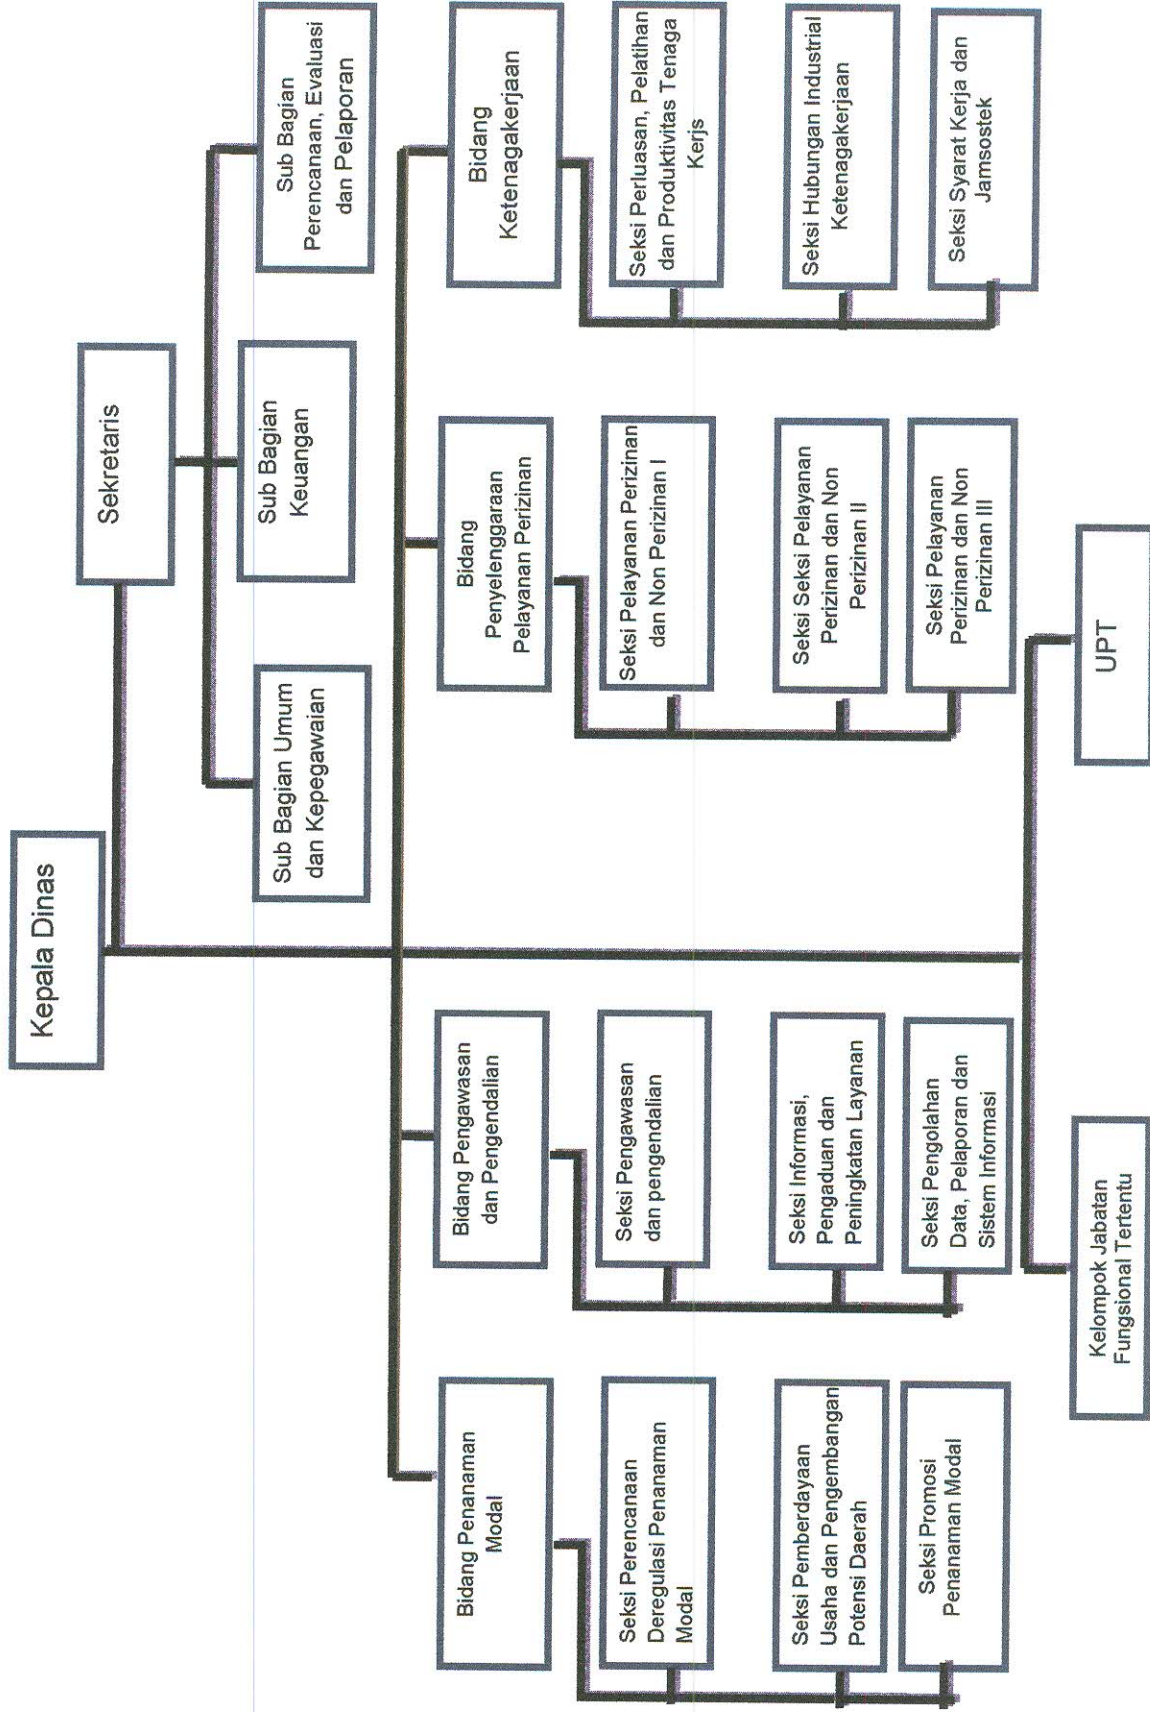 Kepala Dinas
Sekretaris
Sub Bagian Umum
dan Kepegawaian
Sub Bagian
Keuangan
Sub Bagian
Perencanaan, Evaluasi
dan Pelaporan
Bidang Penanaman
Modal
Seksi Perencanaan
Deregulasi Penanaman
Modal
Seksi Pemberdayaan
Usaha dan Pengembangan
Potensi Daerah
Seksi Promosi
Penanaman Modal
Bidang Pengawasan
dan Pengendalian
Seksi Pengawasan
dan pengendalian
Seksi Informasi,
Pengaduan dan
Peningkatan Layanan
Seksi Pengolahan
Data, Pelaporan dan
Sistem Informasi
Bidang
Penyelenggaraan
Pelayanan Perizinan
Seksi Pelayanan Perizinan
dan Non Perizinan I
Seksi Seksi Pelayanan
Perizinan dan Non
Perizinan II
Seksi Pelayanan
Perizinan dan Non
Perizinan III
Bidang
Ketenagakerjaan
Seksi Perluasan, Pelatihan
dan Produktivitas Tenaga
Kerjs
Seksi Hubungan Industrial
Ketenagakerjaan
Seksi Syarat Kerja dan
Jamsostek
Kelompok Jabatan
Fungsional Tertentu
UPT